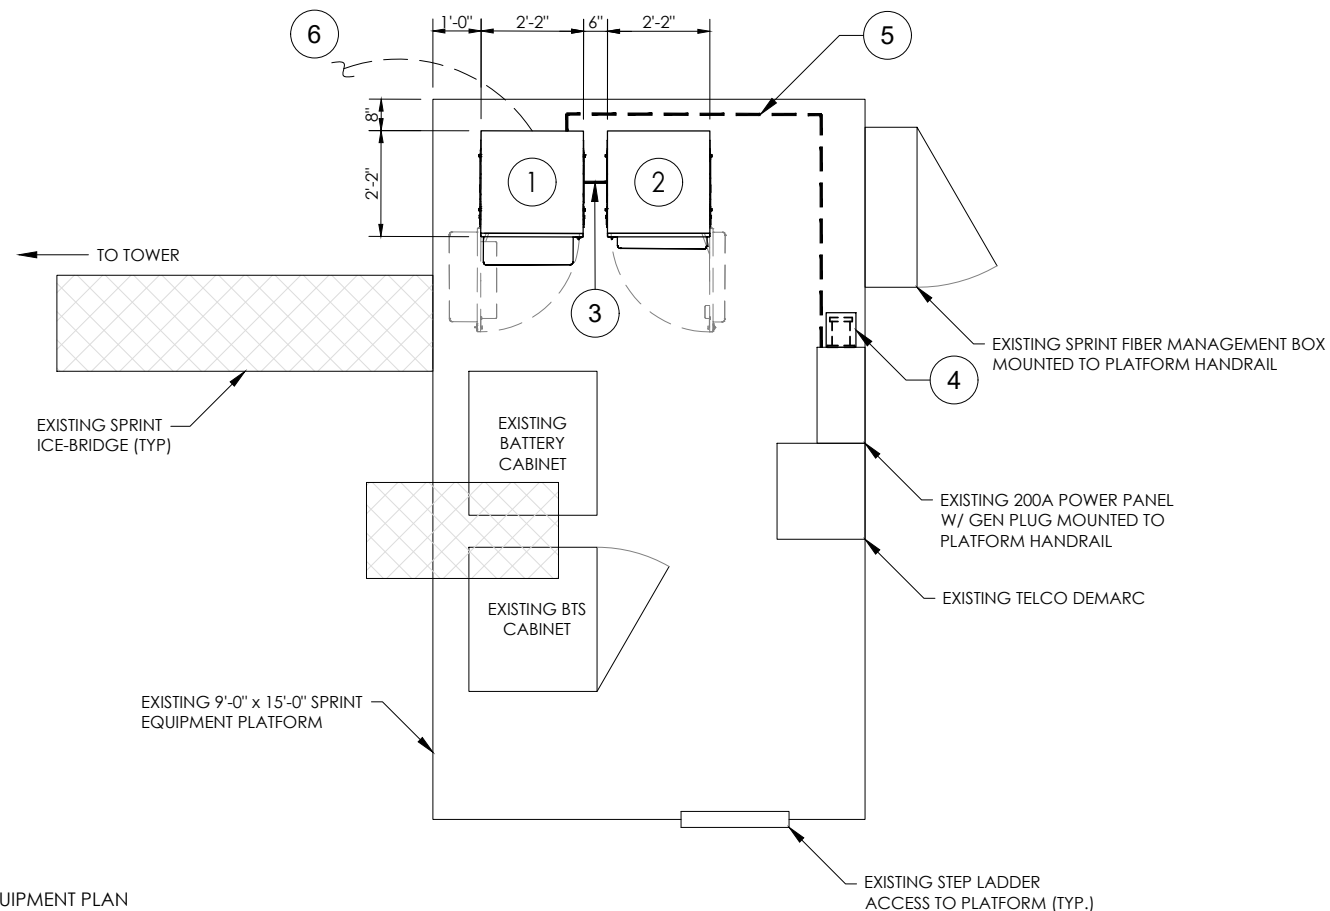 1'-0" 2'-2" 6" 2'-2"
6
5
8"
2'-2"
1
2
3
TO TOWER
EXISTING SPRINT FIBER MANAGEMENT BOX
MOUNTED TO PLATFORM HANDRAIL
4
EXISTING SPRINT
ICE-BRIDGE (TYP)
EXISTING
BATTERY
CABINET
EXISTING 200A POWER PANEL
W/ GEN PLUG MOUNTED TO
PLATFORM HANDRAIL
EXISTING TELCO DEMARC
EXISTING BTS
CABINET
EXISTING 9'-0" x 15'-0" SPRINT
EQUIPMENT PLATFORM
EXISTING STEP LADDER
ACCESS TO PLATFORM (TYP.)
UIPMENT PLAN